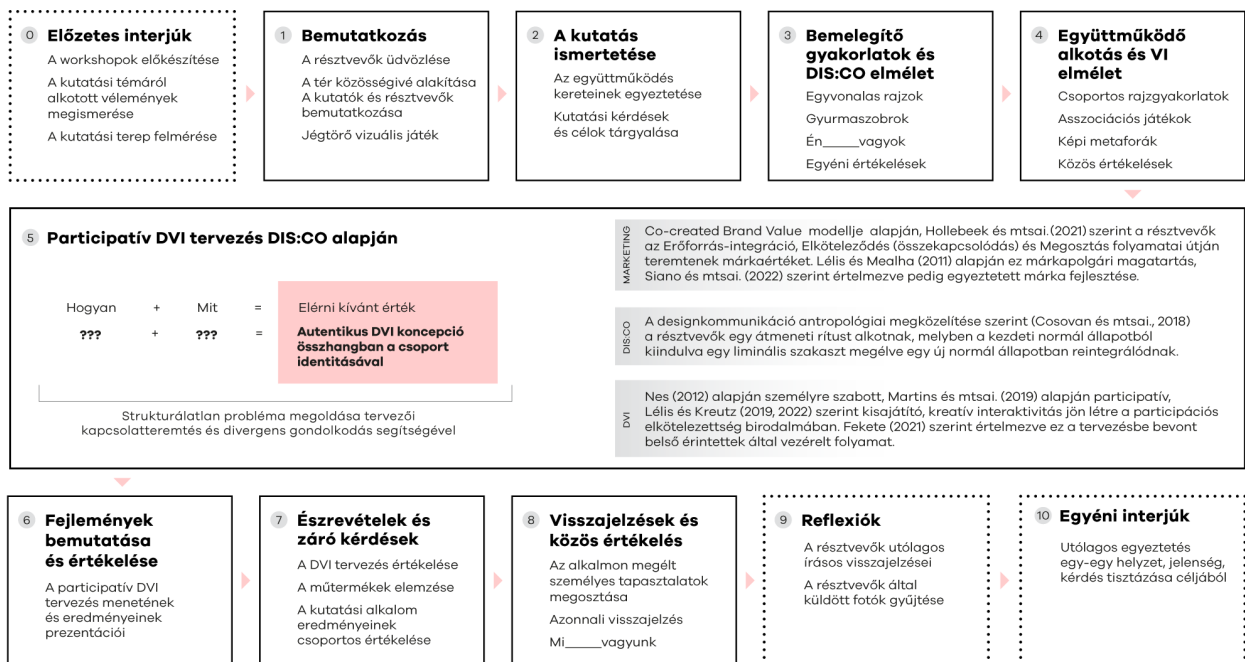 0 Előzetes interjúk
A workshopok előkészítése
A kutatási témáról
alkotott vélemények
megismerése
A kutatási terep felmérése
1 Bemutatkozás
A résztvevők üdvözlése
A tér közösségivé alakítása
A kutatók és résztvevők
bemutatkozása
Jégtörő vizuális játék
2 A kutatás
ismertetése
Az együttműködés
kereteinek egyeztetése
Kutatási kérdések
és célok tárgyalása
3 Bemelegítő
gyakorlatok és
DIS:CO elmélet
Egyvonalas rajzok
Gyurmaszobrok
Én_____vagyok
Egyéni értékelések
4 Együttműködő
alkotás és VI
elmélet
Csoportos rajzgyakorlatok
Asszociációs játékok
Képi metaforák
Közös értékelések
5 Participatív DVI tervezés DIS:CO alapján
Hogyan + Mit = Elérni kívánt érték
??? + ??? = Autentikus DVI koncepció
összhangban a csoport
identitásával
Strukturálatlan probléma megoldása tervezői
kapcsolatteremtés és divergens gondolkodás segítségével
MARKETING
Co-created Brand Value modellje alapján, Hollebeek és mtsai.(2021) szerint a résztvevők
az Erőforrás-integráció, Elköteleződés (összekapcsolódás) és Megosztás folyamatai útján
teremtenek márkaértéket. Lélis és Mealha (2011) alapján ez márkapolgári magatartás,
Siano és mtsai. (2022) szerint értelmezve pedig egyeztetett márka fejlesztése.
DIS:CO
A designkommunikáció antropológiai megközelítése szerint (Cosovan és mtsai., 2018)
a résztvevők egy átmeneti rítust alkotnak, melyben a kezdeti normál állapotból
kiindulva egy liminális szakaszt megélve egy új normál állapotban reintegrálódnak.
DVI
Nes (2012) alapján személyre szabott, Martins és mtsai. (2019) alapján participatív,
Lélis és Kreutz (2019, 2022) szerint kisajátító, kreatív interaktivitás jön létre a participációs
elkötelezettség birodalmában. Fekete (2021) szerint értelmezve ez a tervezésbe bevont
belső érintettek által vezérelt folyamat.
6 Fejlemények
bemutatása
és értékelése
A participatív DVI
tervezés menetének
és eredményeinek
prezentációi
7 Észrevételek és
záró kérdések
A DVI tervezés értékelése
A műtermékek elemzése
A kutatási alkalom
eredményeinek
csoportos értékelése
8 Visszajelzések és
közös értékelés
Az alkalmon megélt
személyes tapasztalatok
megosztása
Azonnali visszajelzés
Mi_____vagyunk
9 Reflexiók
A résztvevők utólagos
írásos visszajelzései
A résztvevők által
küldött fotók gyűjtése
10 Egyéni interjúk
Utólagos egyeztetés
egy-egy helyzet, jelenség,
kérdés tisztázása céljából